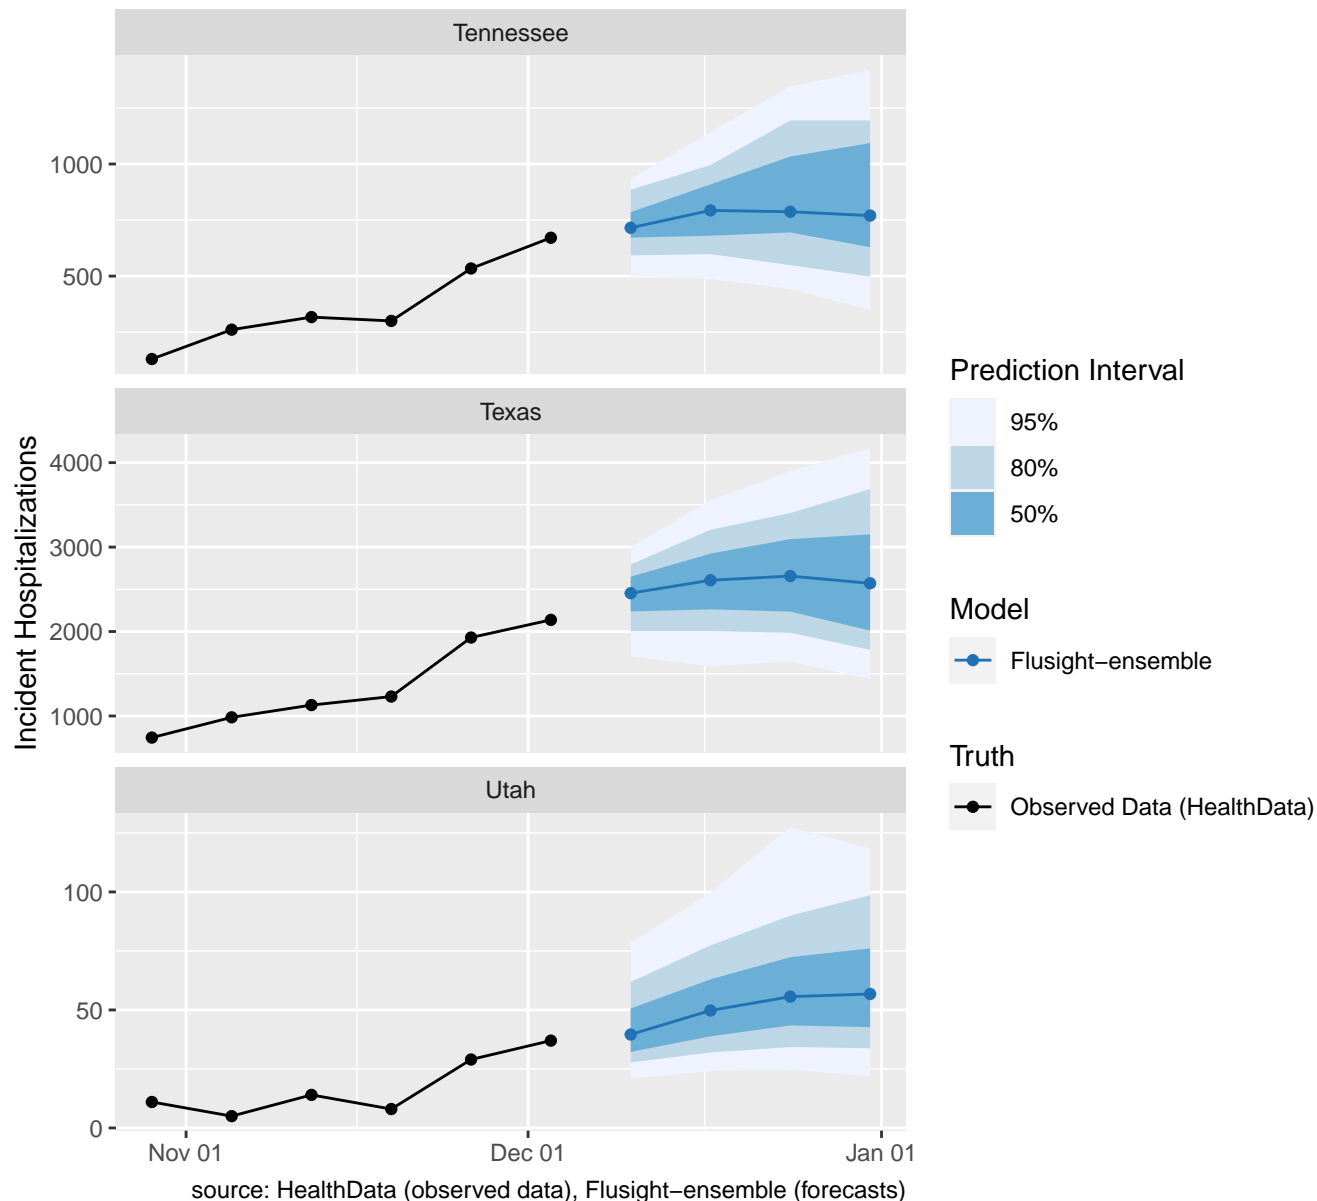 Tennessee
1000
500
Texas
4000
3000
2000
1000
Utah
100
50
0
Nov 01
Dec 01
Jan 01
Incident Hospitalizations
source: HealthData (observed data), Flusight−ensemble (forecasts)
Prediction Interval
95%
80%
50%
Model
Flusight−ensemble
Truth
Observed Data (HealthData)